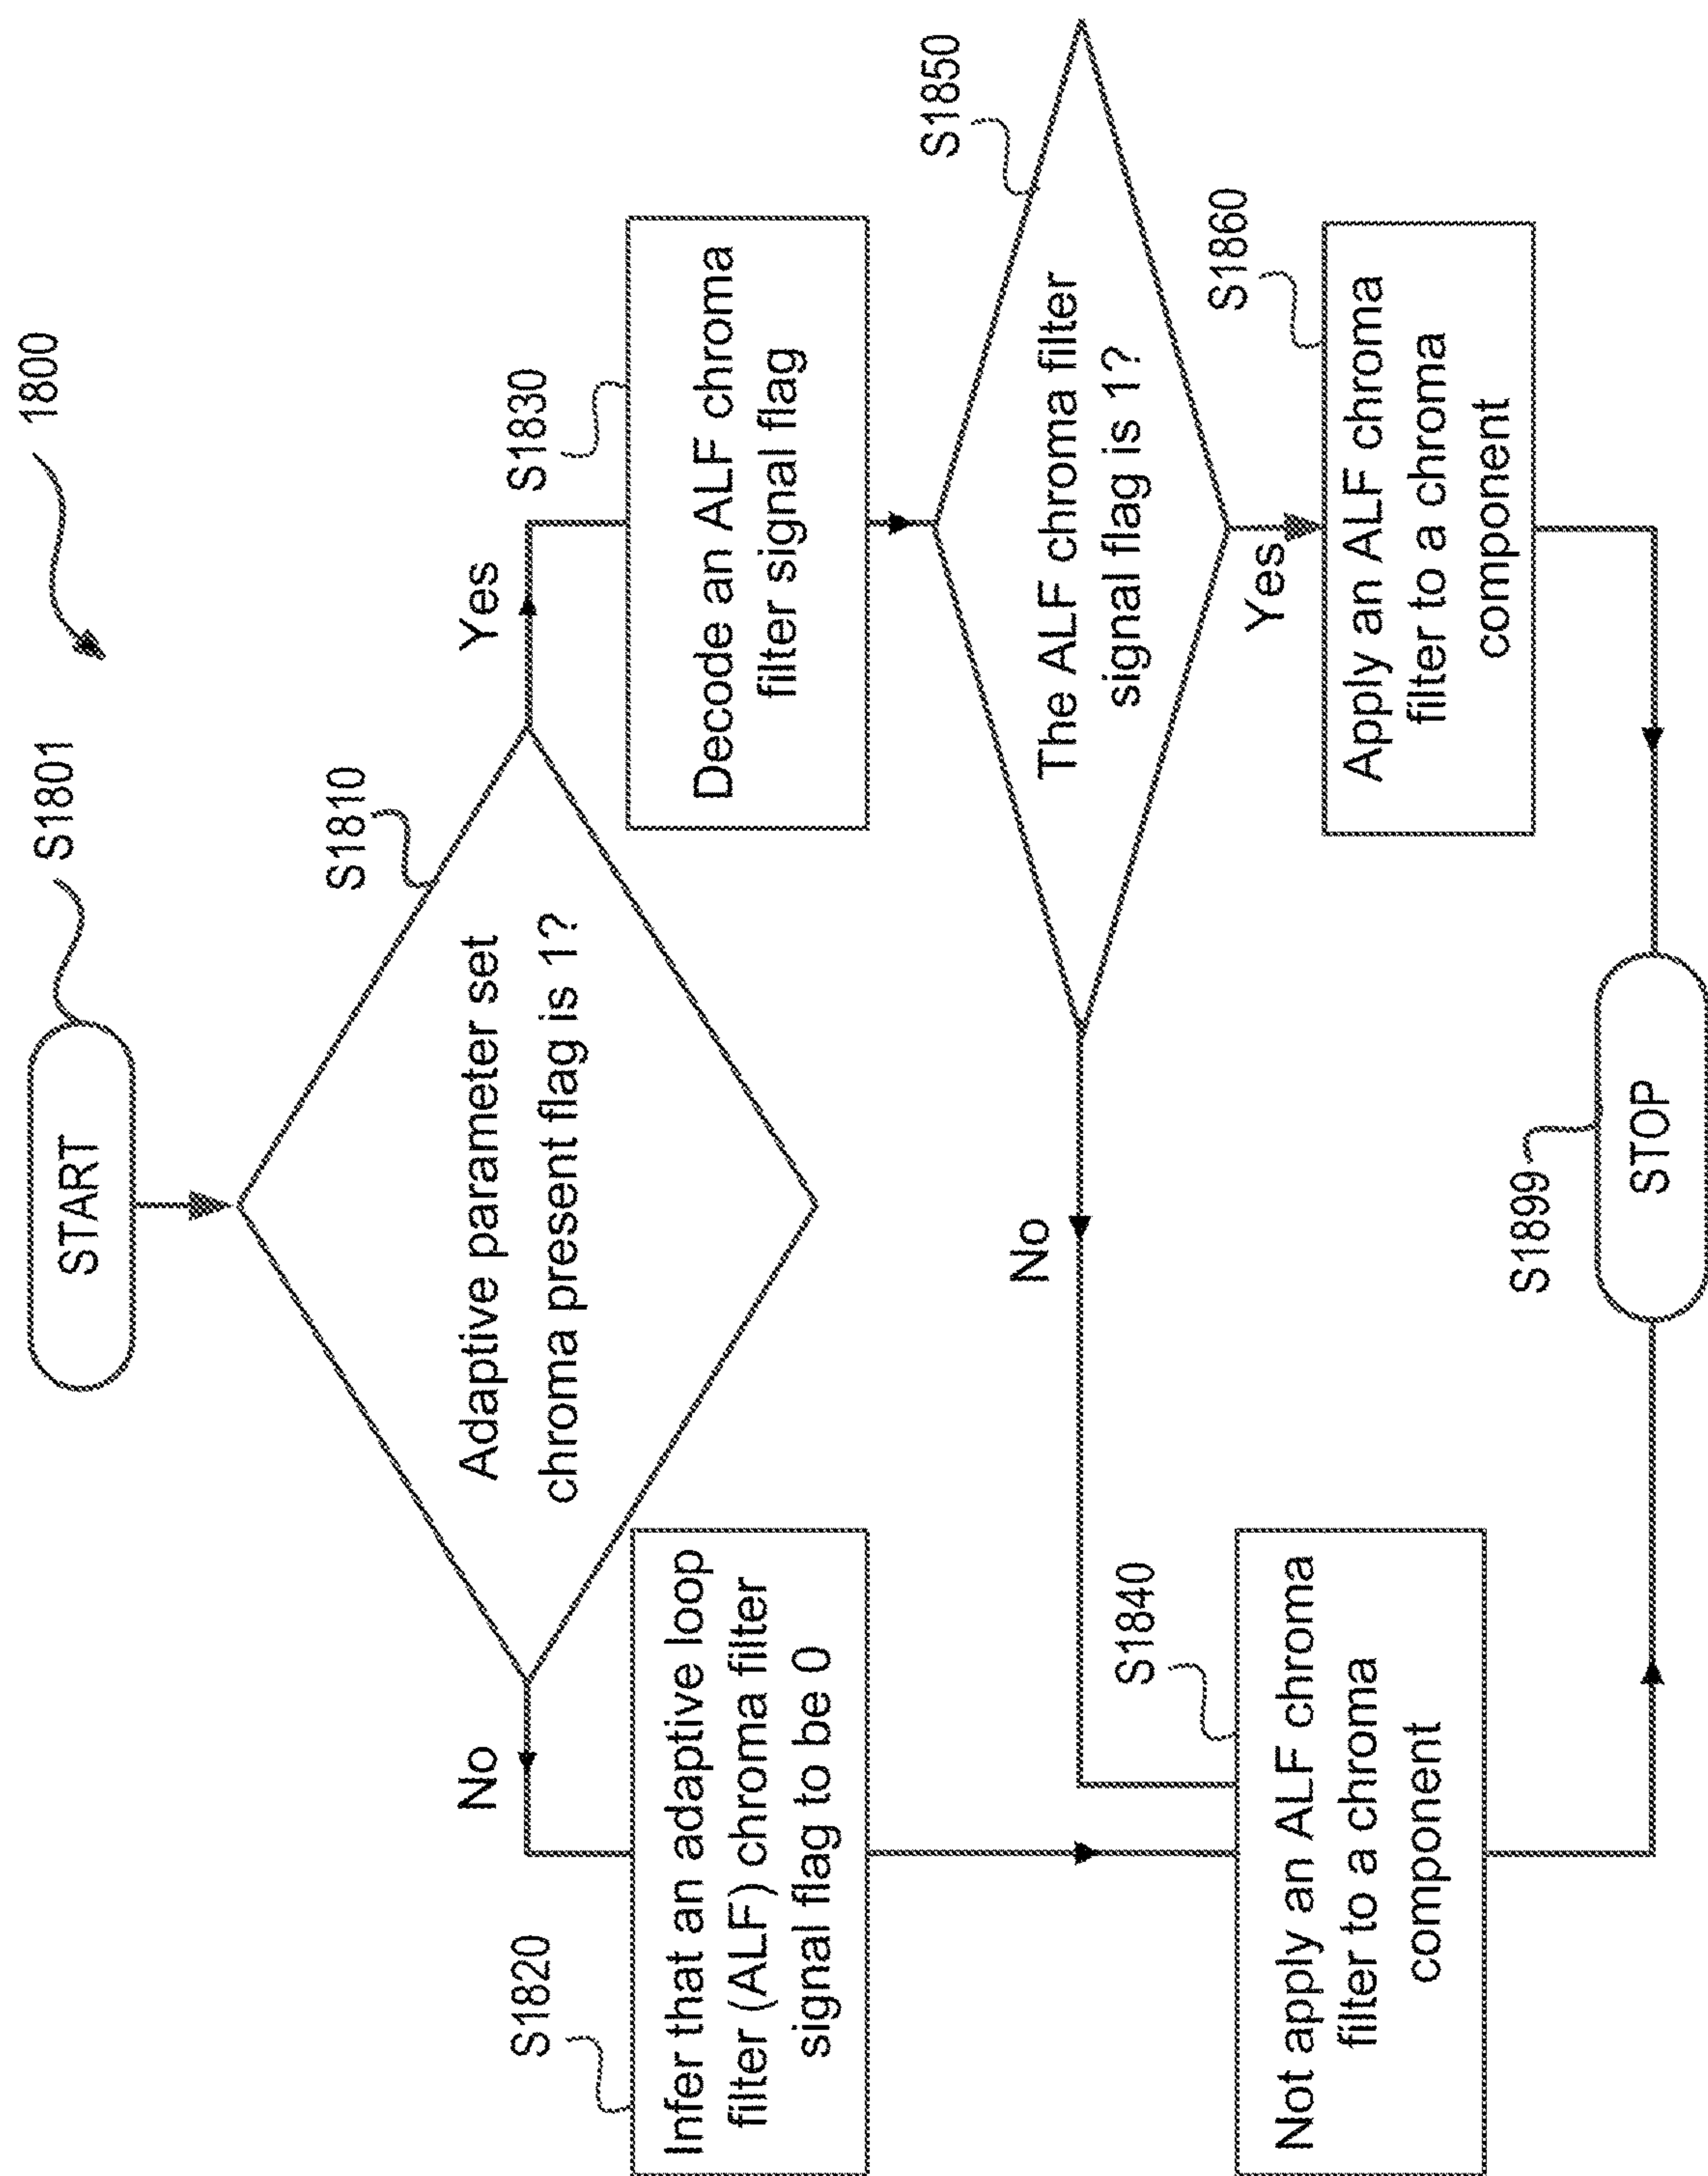 1800
START
S1801
Adaptive parameter set
chroma present flag is 1?
S1810
No
Yes
S1820
Infer that an adaptive loop
filter (ALF) chroma filter
signal flag to be 0
S1830
Decode an ALF chroma
filter signal flag
S1850
The ALF chroma filter
signal flag is 1?
No
Yes
S1840
Not apply an ALF chroma
filter to a chroma
component
S1860
Apply an ALF chroma
filter to a chroma
component
S1899
STOP